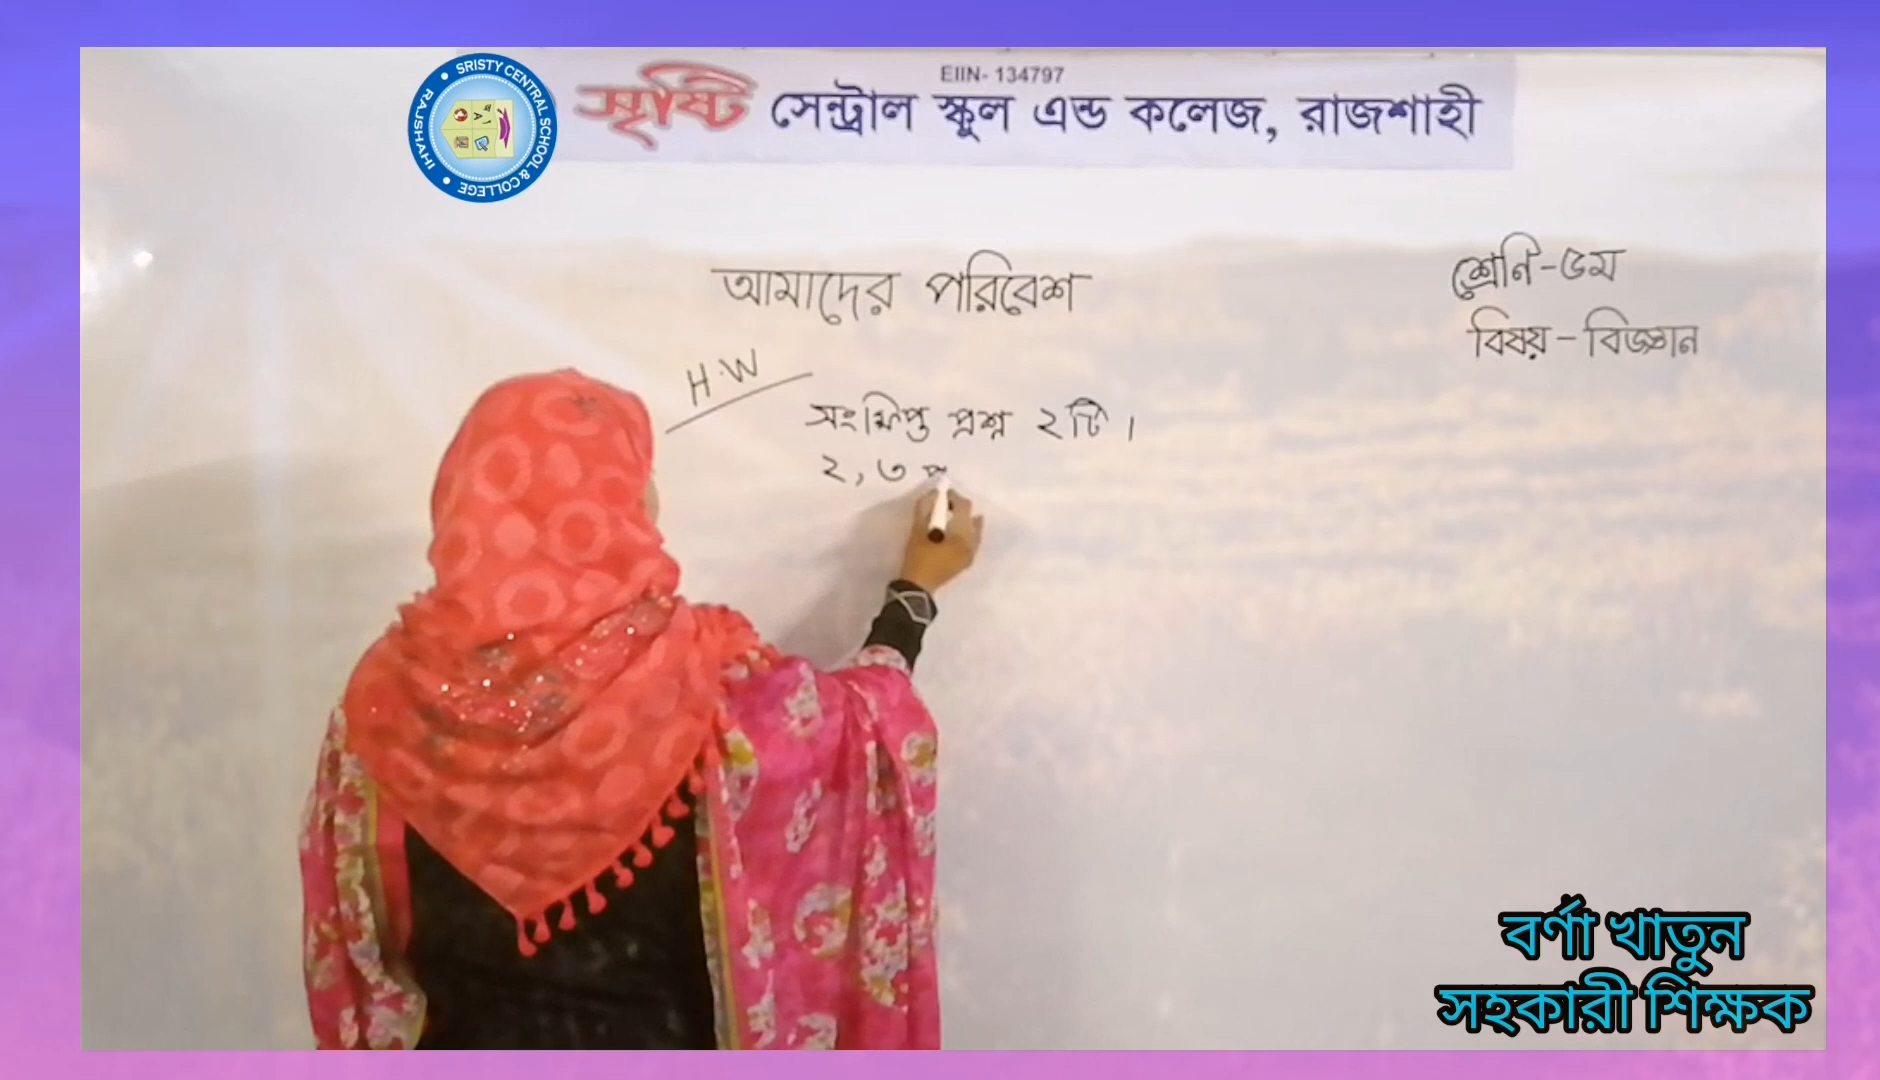 SRISTY CENTRAL SCHOOL & COLLEGE
RAJSHAHI
EIIN- 134797
সৃষ্টি সেন্ট্রাল স্কুল এন্ড কলেজ, রাজশাহী
আমাদের পরিবেশ
শ্রেণি-৫ম
বিষয়-বিজ্ঞান
H.W
সংক্ষিপ্ত প্রশ্ন ২টি।
২, ৩
বর্ণা খাতুন
সহকারী শিক্ষক